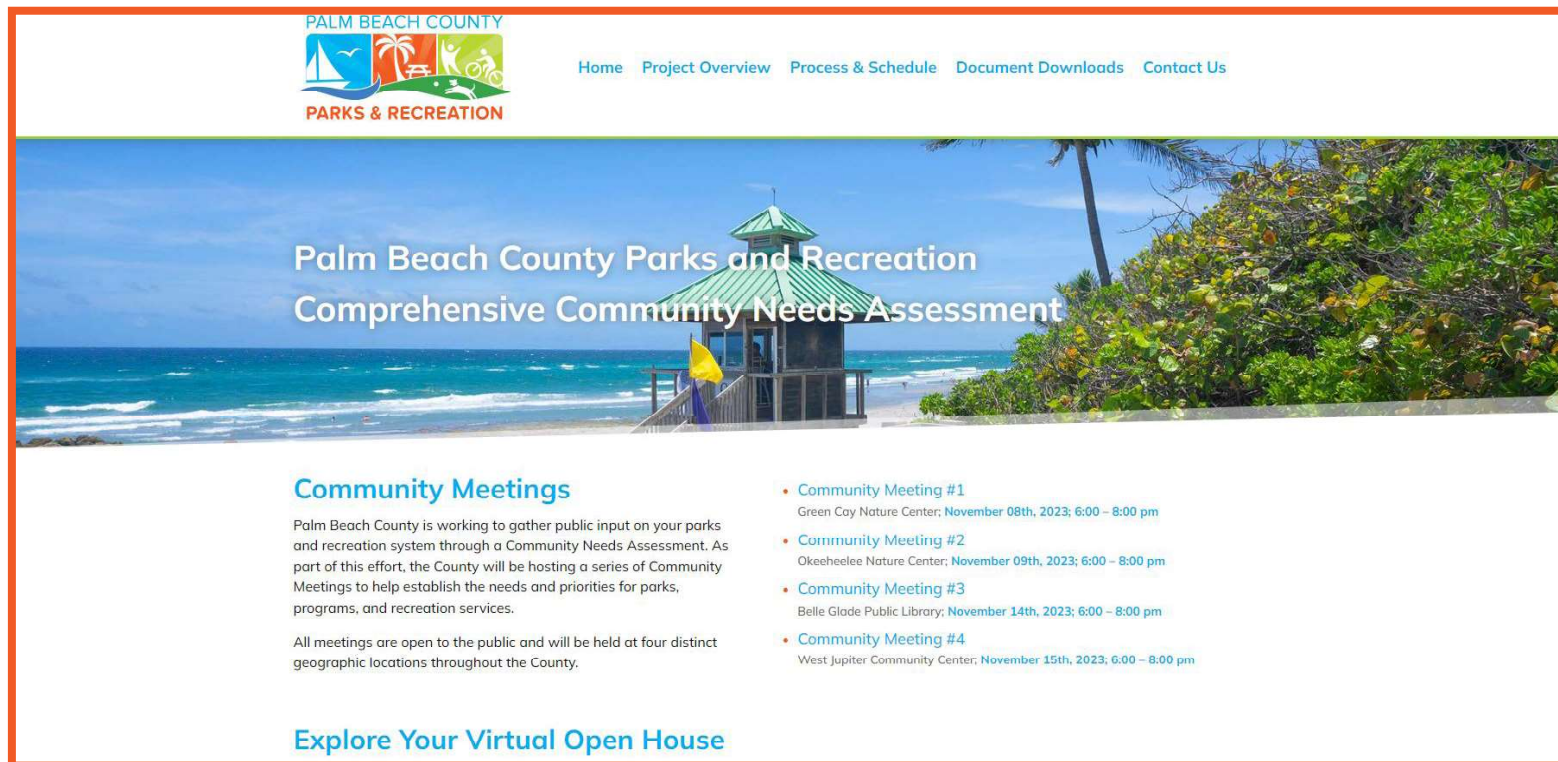 PALM BEACH COUNTY
PARKS & RECREATION
Home Project Overview Process & Schedule Document Downloads Contact Us
Palm Beach County Parks and Recreation
Comprehensive Community Needs Assessment
Community Meetings
Palm Beach County is working to gather public input on your parks
and recreation system through a Community Needs Assessment. As
part of this effort, the County will be hosting a series of Community
Meetings to help establish the needs and priorities for parks,
programs, and recreation services.
All meetings are open to the public and will be held at four distinct
geographic locations throughout the County.
• Community Meeting #1
Green Cay Nature Center; November 08th, 2023; 6:00 – 8:00 pm
• Community Meeting #2
Okeeheelee Nature Center; November 09th, 2023; 6:00 – 8:00 pm
• Community Meeting #3
Belle Glade Public Library; November 14th, 2023; 6:00 – 8:00 pm
• Community Meeting #4
West Jupiter Community Center; November 15th, 2023; 6:00 – 8:00 pm
Explore Your Virtual Open House